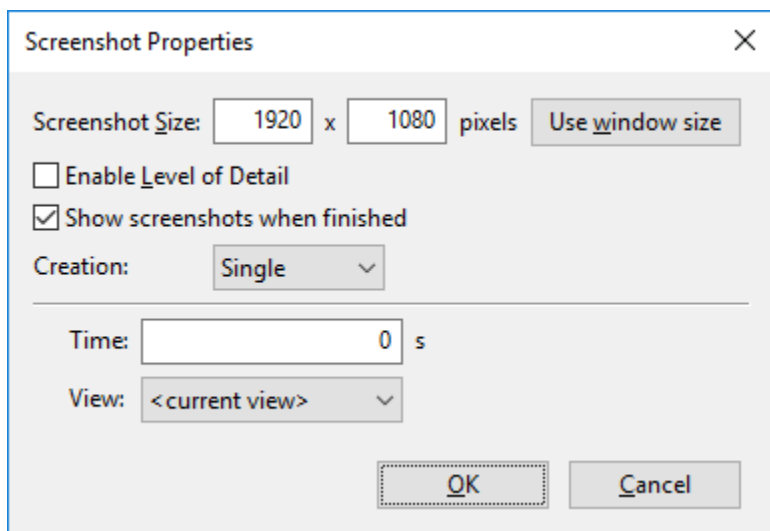 Screenshot Properties
Screenshot Size: 1920 x 1080 pixels Use window size
Enable Level of Detail
Show screenshots when finished
Creation: Single
Time: 0 s
View: <current view>
OK Cancel